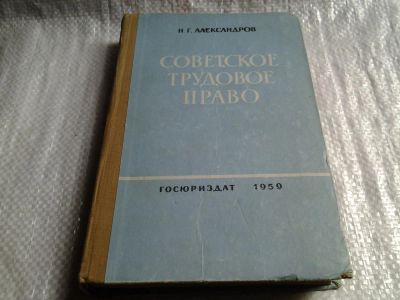 Н. Г. АЛЕКСАНДРОВ
СОВЕТСКОЕ
ТРУДОВОЕ
ПРАВО
ГОСЮРИЗДАТ 1959